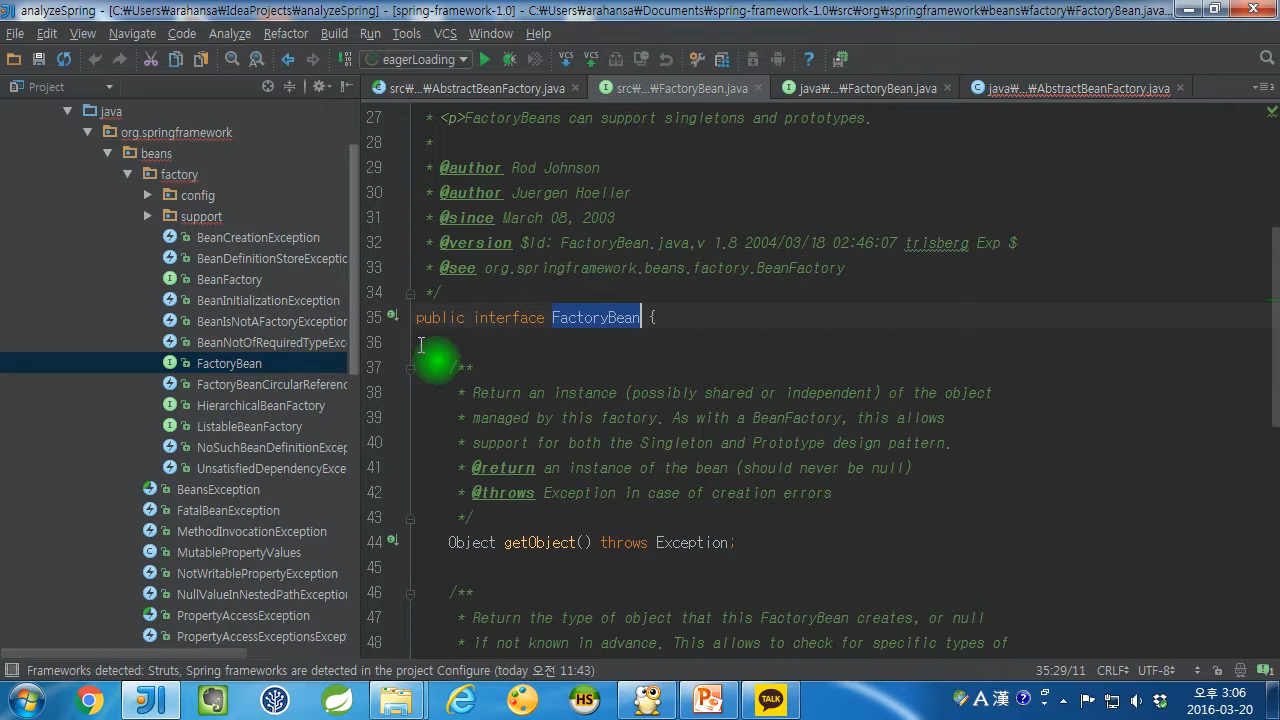 analyzeSpring - [C:₩Users₩arahansa₩IdeaProjects₩analyzeSpring] - [spring-framework-1.0] - C:₩Users₩arahansa₩Documents₩spring-framework-1.0₩src₩org₩springframework₩beans₩factory₩FactoryBean.java...
File Edit View Navigate Code Analyze Refactor Build Run Tools VCS Window Help
eagerLoading VCS VCS
Project
src₩...₩AbstractBeanFactory.java src₩...₩FactoryBean.java java₩...₩FactoryBean.java java₩...₩AbstractBeanFactory.java
java
org.springframework
beans
factory
config
support
BeanCreationException
BeanDefinitionStoreExceptic
BeanFactory
BeanInitializationException
BeanIsNotAFactoryException
BeanNotOfRequiredTypeExc
FactoryBean
FactoryBeanCircularReferenc
HierarchicalBeanFactory
ListableBeanFactory
NoSuchBeanDefinitionExcep
UnsatisfiedDependencyExce
BeansException
FatalBeanException
MethodInvocationException
MutablePropertyValues
NotWritablePropertyException
NullValueInNestedPathException
PropertyAccessException
PropertyAccessExceptionsExcept
27 * <p>FactoryBeans can support singletons and prototypes.
28 *
29 * @author Rod Johnson
30 * @author Juergen Hoeller
31 * @since March 08, 2003
32 * @version $Id: FactoryBean.java,v 1.8 2004/03/18 02:46:07 trisberg Exp $
33 * @see org.springframework.beans.factory.BeanFactory
34 */
35 public interface FactoryBean {
36
37 /**
38 * Return an instance (possibly shared or independent) of the object
39 * managed by this factory. As with a BeanFactory, this allows
40 * support for both the Singleton and Prototype design pattern.
41 * @return an instance of the bean (should never be null)
42 * @throws Exception in case of creation errors
43 */
44 Object getObject() throws Exception;
45
46 /**
47 * Return the type of object that this FactoryBean creates, or null
48 * if not known in advance. This allows to check for specific types of
Frameworks detected: Struts, Spring frameworks are detected in the project Configure (today 오전 11:43) 35:29/11 CRLF UTF-8
HS TALK A 漢 오후 3:06
2016-03-20